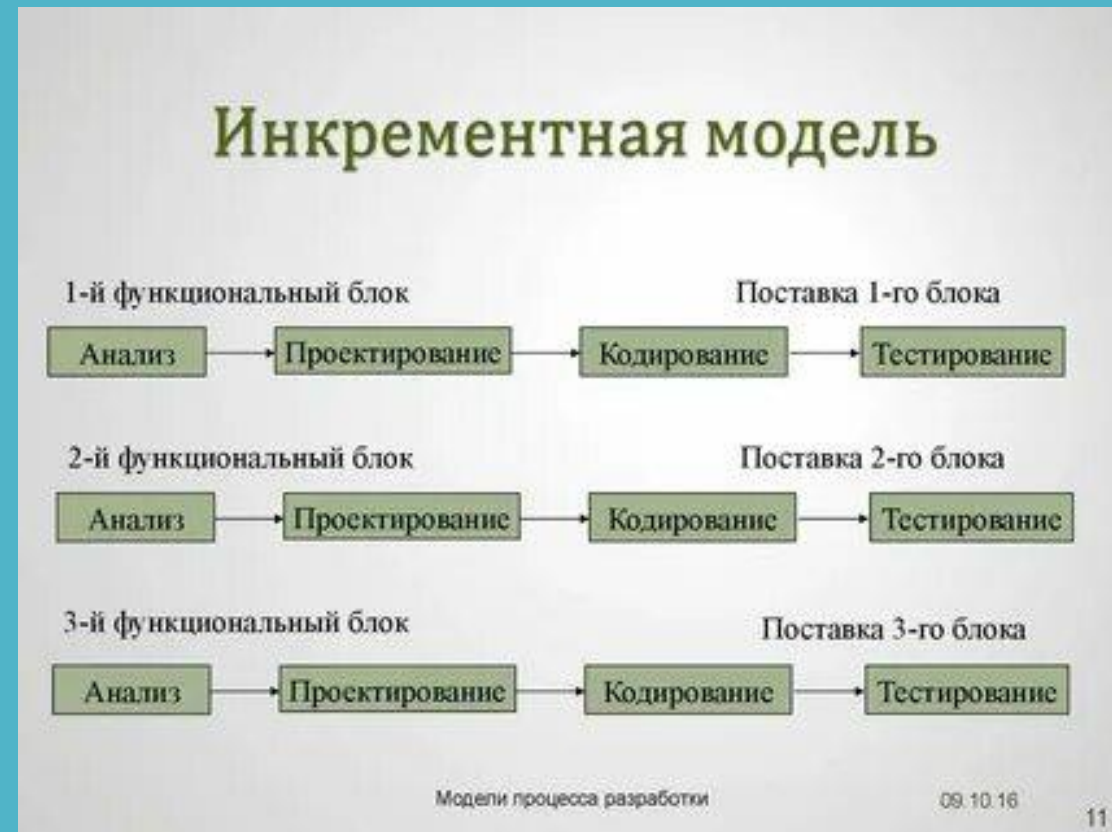 Инкрементная модель
1-й функциональный блок
Поставка 1-го блока
Анализ
Проектирование
Кодирование
Тестирование
2-й функциональный блок
Поставка 2-го блока
Анализ
Проектирование
Кодирование
Тестирование
3-й функциональный блок
Поставка 3-го блока
Анализ
Проектирование
Кодирование
Тестирование
Модели процесса разработки
09.10.16
11